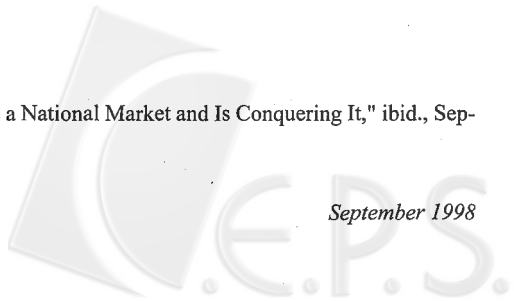 a National Market and Is Conquering It," ibid., Sep-
September 1998
C.E.P.S.